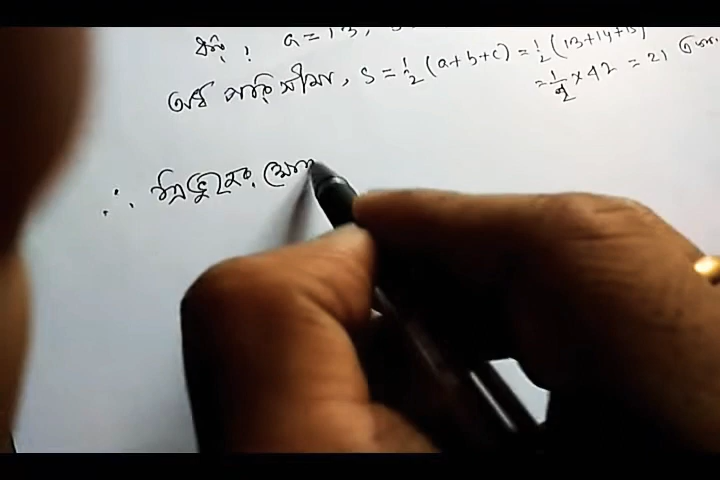 ধরি, a = 13,
অর্ধ পরিসীমা, s = ½ (a+b+c) = ½ (13+14+15)
= ½ × 42 = 21
∴ ত্রিভুজের